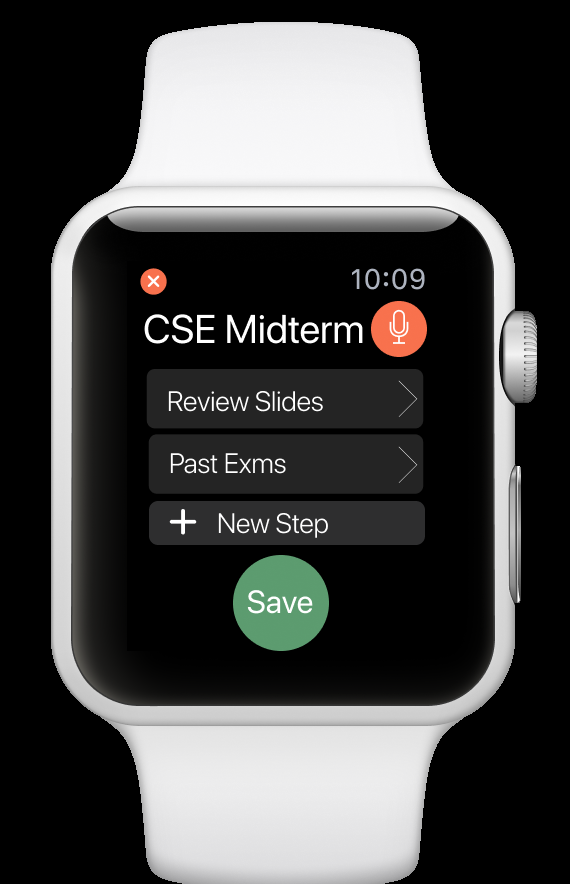 10:09
CSE Midterm
Review Slides
Past Exms
New Step
Save